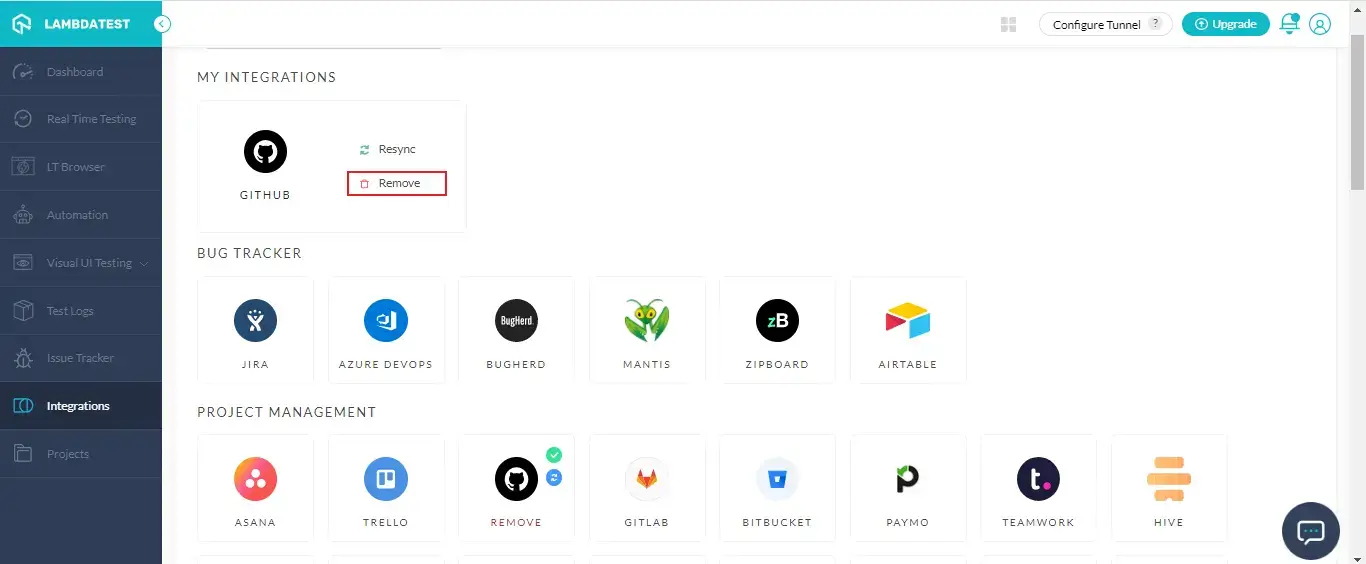 LAMBDATEST
Configure Tunnel ?
Upgrade
Dashboard
Real Time Testing
LT Browser
Automation
Visual UI Testing
Test Logs
Issue Tracker
Integrations
Projects
MY INTEGRATIONS
GITHUB
Resync
Remove
BUG TRACKER
BugHerd.
zB
JIRA
AZURE DEVOPS
BUGHERD
MANTIS
ZIPBOARD
AIRTABLE
PROJECT MANAGEMENT
t.
ASANA
TRELLO
REMOVE
GITLAB
BITBUCKET
PAYMO
TEAMWORK
HIVE